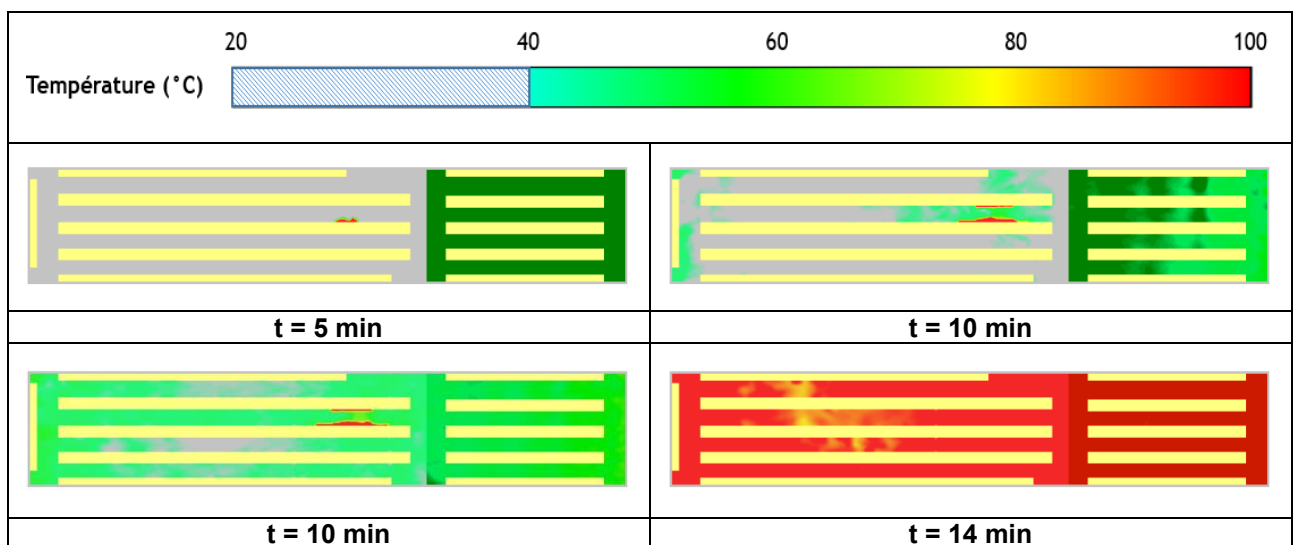 20 40 60 80 100
Température (°C)
t = 5 min t = 10 min
t = 10 min t = 14 min